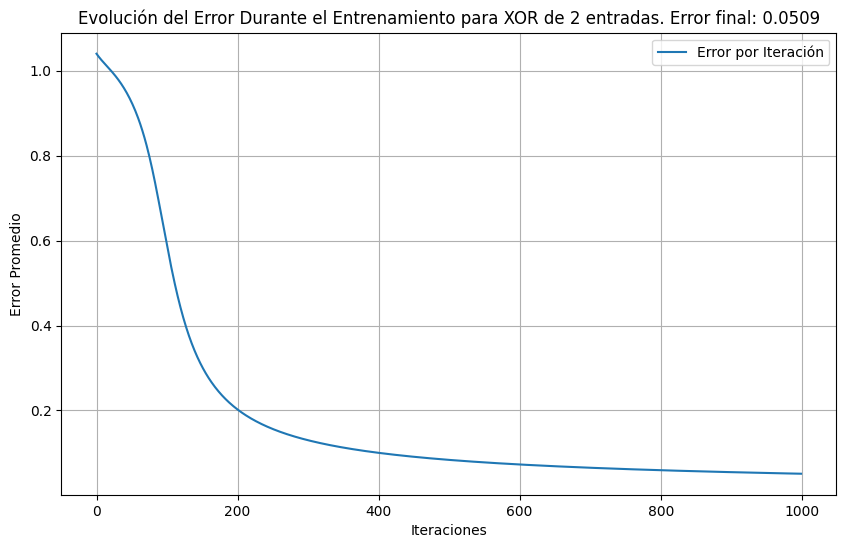 Evolución del Error Durante el Entrenamiento para XOR de 2 entradas. Error final: 0.0509
Error por Iteración
1.0
0.8
0.6
0.4
0.2
Error Promedio
0 200 400 600 800 1000
Iteraciones